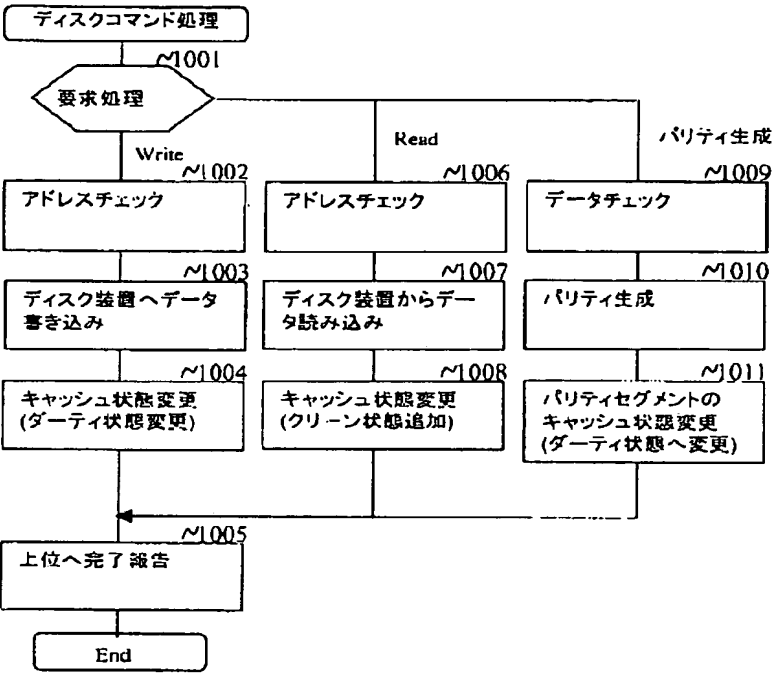 ディスクコマンド処理
~1001
要求処理
Write
Read
パリティ生成
~1002
アドレスチェック
~1006
アドレスチェック
~1009
データチェック
~1003
ディスク装置へデータ
書き込み
~1007
ディスク装置からデー
タ読み込み
~1010
パリティ生成
~1004
キャッシュ状態変更
(ダーティ状態変更)
~1008
キャッシュ状態変更
(クリーン状態追加)
~1011
パリティセグメントの
キャッシュ状態変更
(ダーティ状態へ変更)
~1005
上位へ完了報告
End